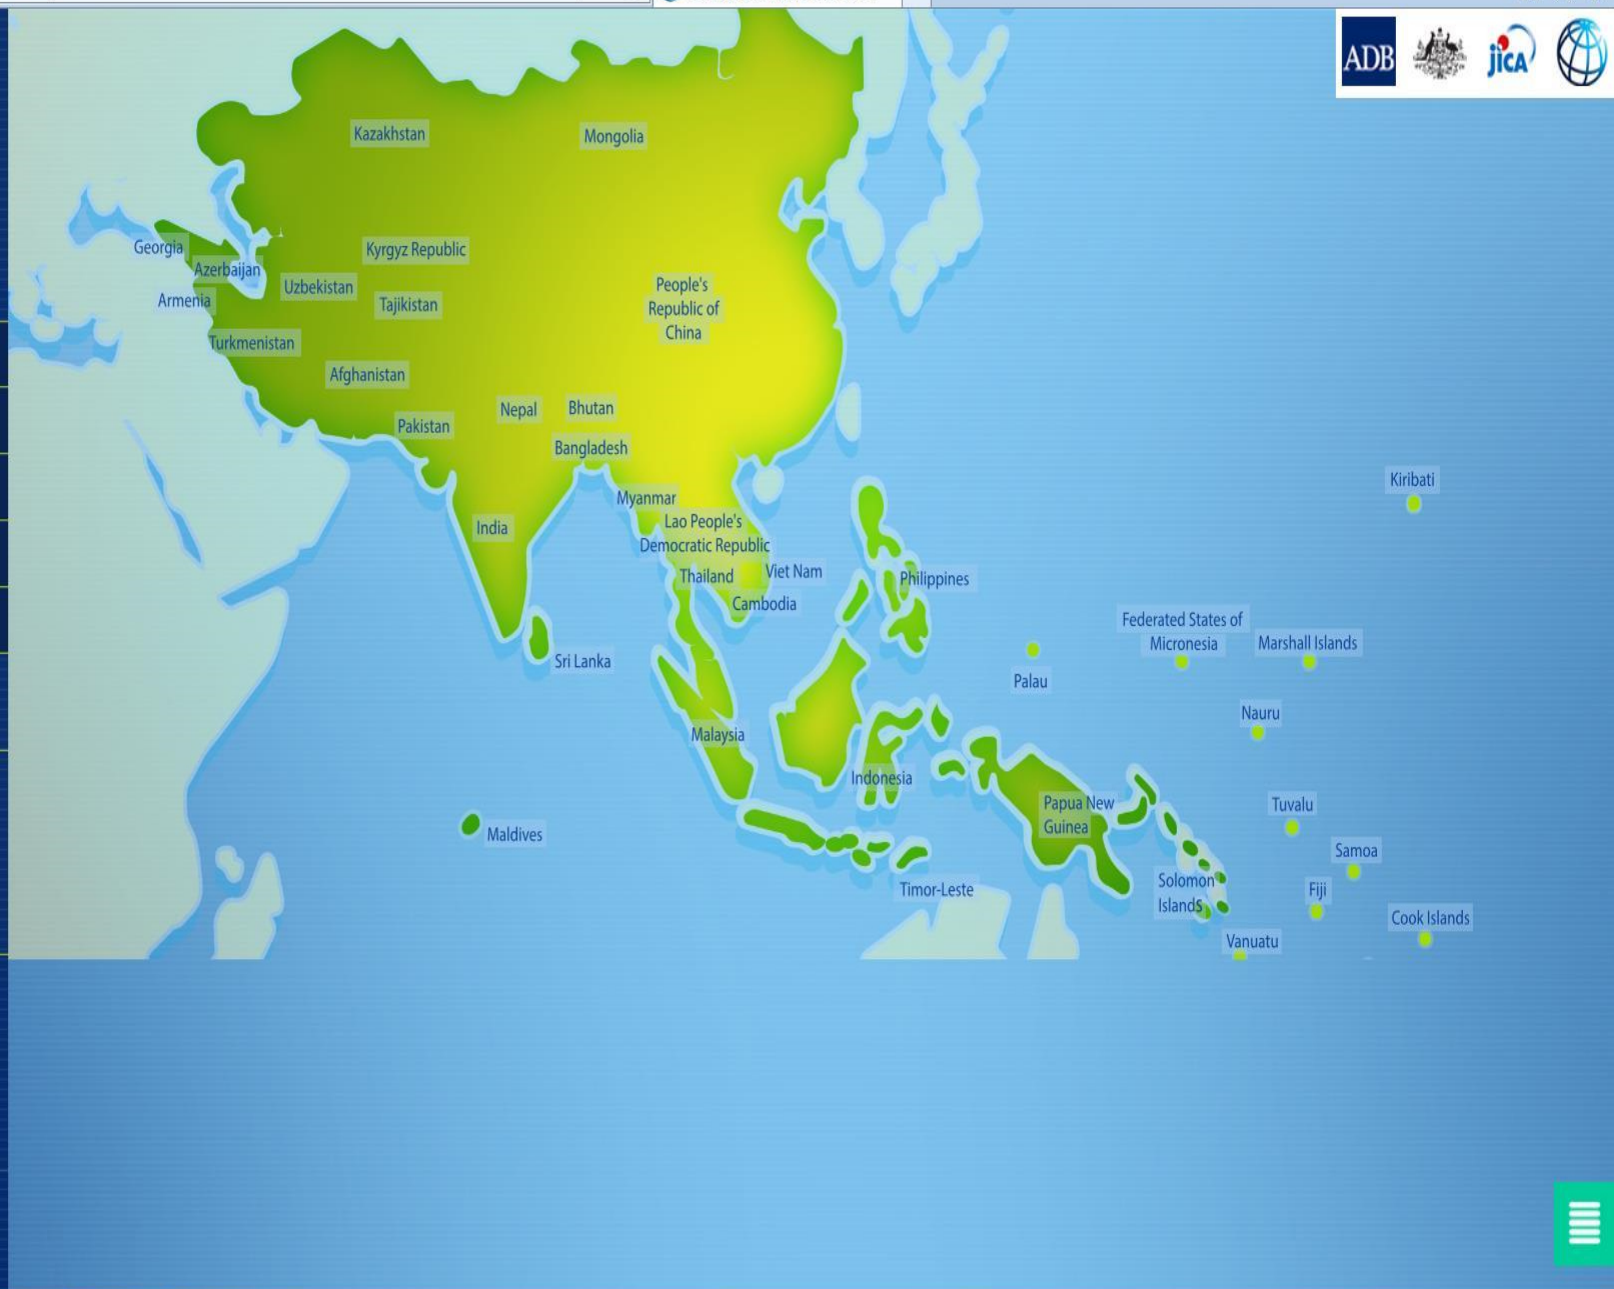 ADB
jiCA
Kazakhstan
Mongolia
Georgia
Kyrgyz Republic
Azerbaijan
Uzbekistan
Armenia
Tajikistan
People's
Republic of
China
Turkmenistan
Afghanistan
Nepal
Bhutan
Pakistan
Bangladesh
Kiribati
Myanmar
India
Lao People's
Democratic Republic
Thailand
Viet Nam
Philippines
Cambodia
Federated States of
Micronesia
Marshall Islands
Sri Lanka
Palau
Nauru
Malaysia
Indonesia
Papua New
Guinea
Tuvalu
Maldives
Samoa
Solomon
Islands
Timor-Leste
Fiji
Cook Islands
Vanuatu